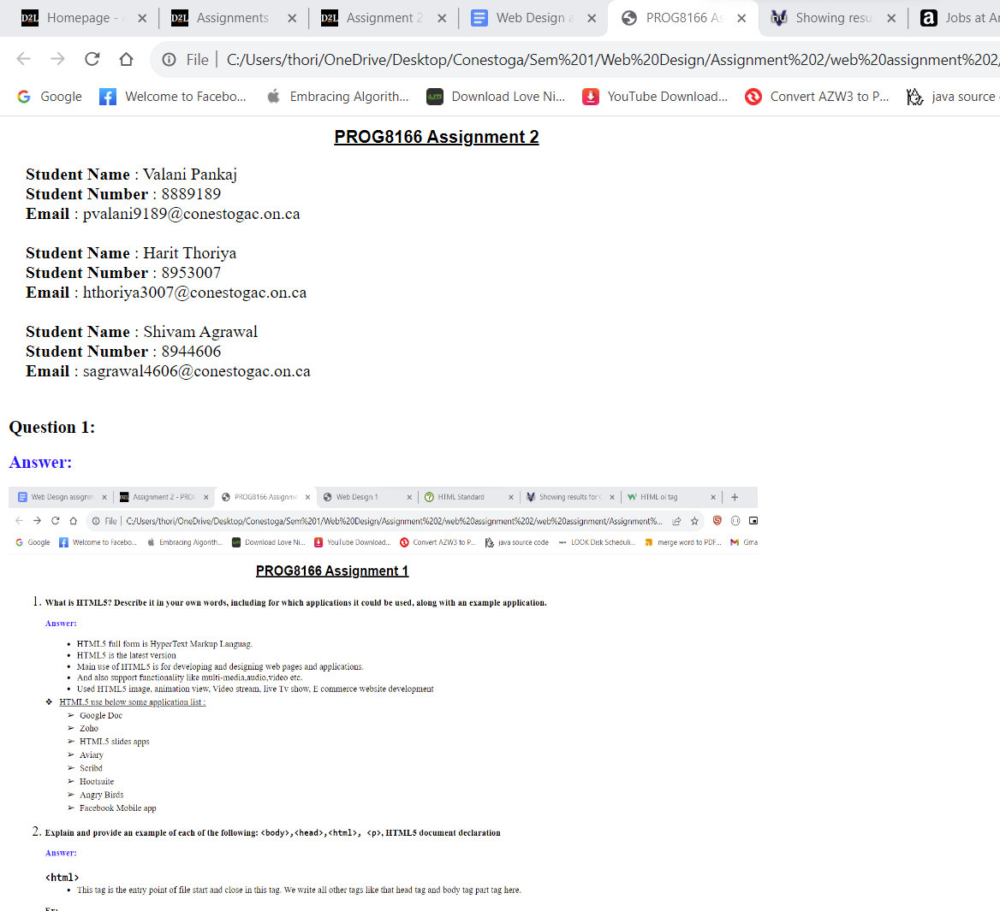 D2L Homepage - D2L Assignments D2L Assignment 2 Web Design a PROG8166 As Showing resu Jobs at Am
File C:/Users/thori/OneDrive/Desktop/Conestoga/Sem%201/Web%20Design/Assignment%202/web%20assignment%202/
Google Welcome to Facebo... Embracing Algorith... Download Love Ni... YouTube Download... Convert AZW3 to P... java source
PROG8166 Assignment 2
Student Name : Valani Pankaj
Student Number : 8889189
Email : pvalani9189@conestogac.on.ca
Student Name : Harit Thoriya
Student Number : 8953007
Email : hthoriya3007@conestogac.on.ca
Student Name : Shivam Agrawal
Student Number : 8944606
Email : sagrawal4606@conestogac.on.ca
Question 1:
Answer:
Web Design assignm D2L Assignment 2 - PROG PROG8166 Assignme Web Design 1 HTML Standard Showing results for HTML ol tag
File C:/Users/thori/OneDrive/Desktop/Conestoga/Sem%201/Web%20Design/Assignment%202/web%20assignment%202/web%20assignment/Assignment%...
Google Welcome to Facebo... Embracing Algorith... Download Love Ni... YouTube Download... Convert AZW3 to P... java source code LOOK Disk Scheduli... merge word to PDF... Gma
PROG8166 Assignment 1
1. What is HTML5? Describe it in your own words, including for which applications it could be used, along with an example application.
Answer:
• HTML5 full form is HyperText Markup Languag.
• HTML5 is the latest version
• Main use of HTML5 is for developing and designing web pages and applications.
• And also support functionality like multi-media,audio,video etc.
• Used HTML5 image, animation view, Video stream, live Tv show, E commerce website development
❖ HTML5 use below some application list :
➢ Google Doc
➢ Zoho
➢ HTML5 slides apps
➢ Aviary
➢ Scribd
➢ Hootsuite
➢ Angry Birds
➢ Facebook Mobile app
2. Explain and provide an example of each of the following: <body>,<head>,<html>, <p>, HTML5 document declaration
Answer:
<html>
• This tag is the entry point of file start and close in this tag. We write all other tags like that head tag and body tag part tag here.
Ex: